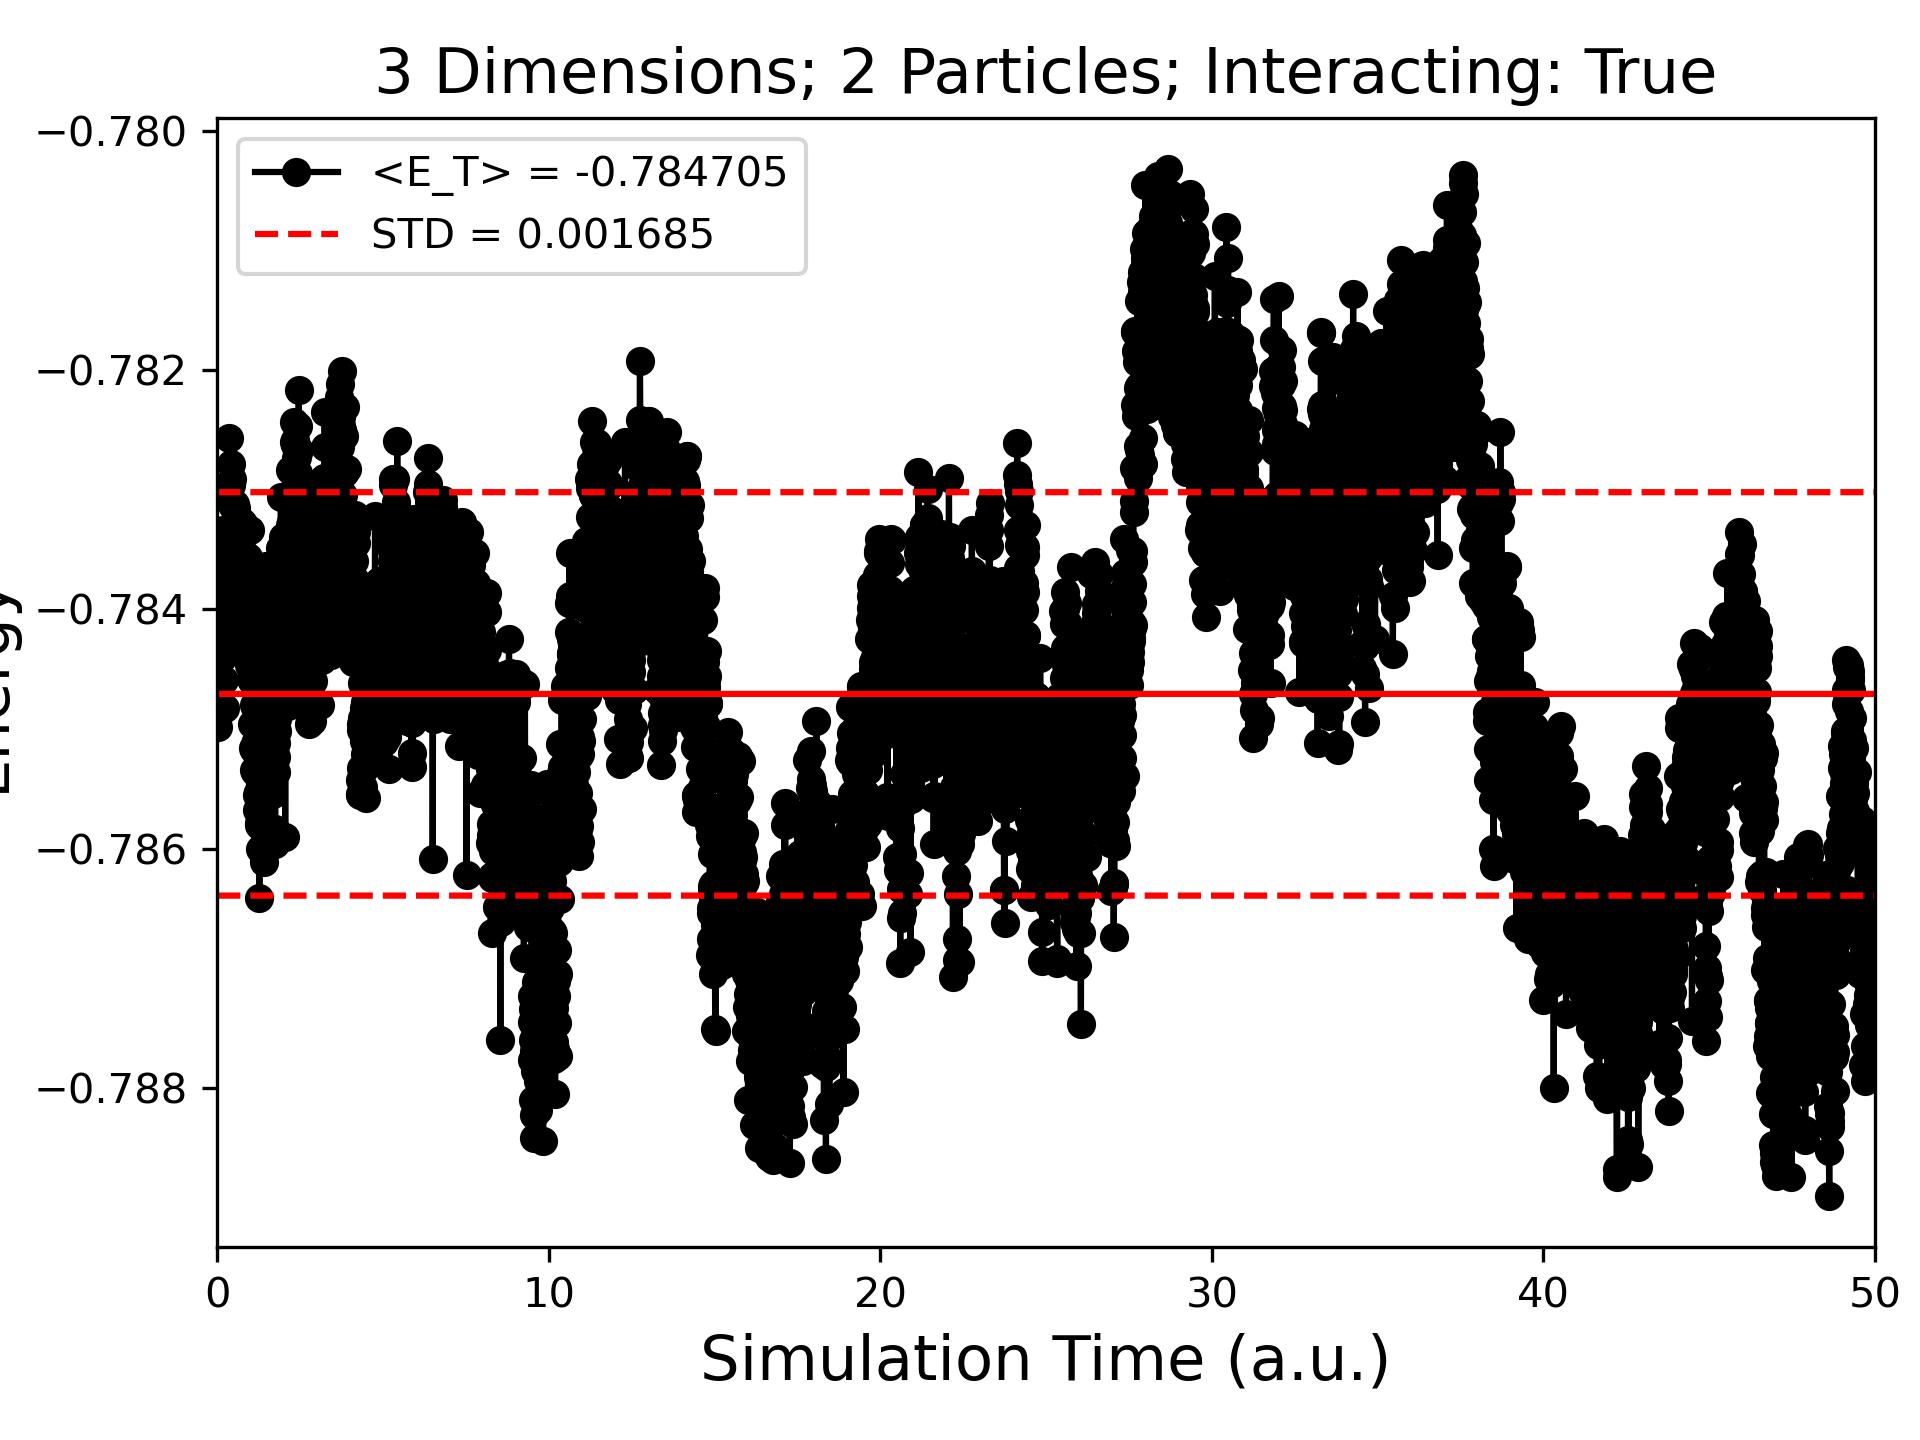 3 Dimensions; 2 Particles; Interacting: True
<E_T> = -0.784705
STD = 0.001685
−0.780
−0.782
−0.784
−0.786
−0.788
Energy
0 10 20 30 40 50
Simulation Time (a.u.)